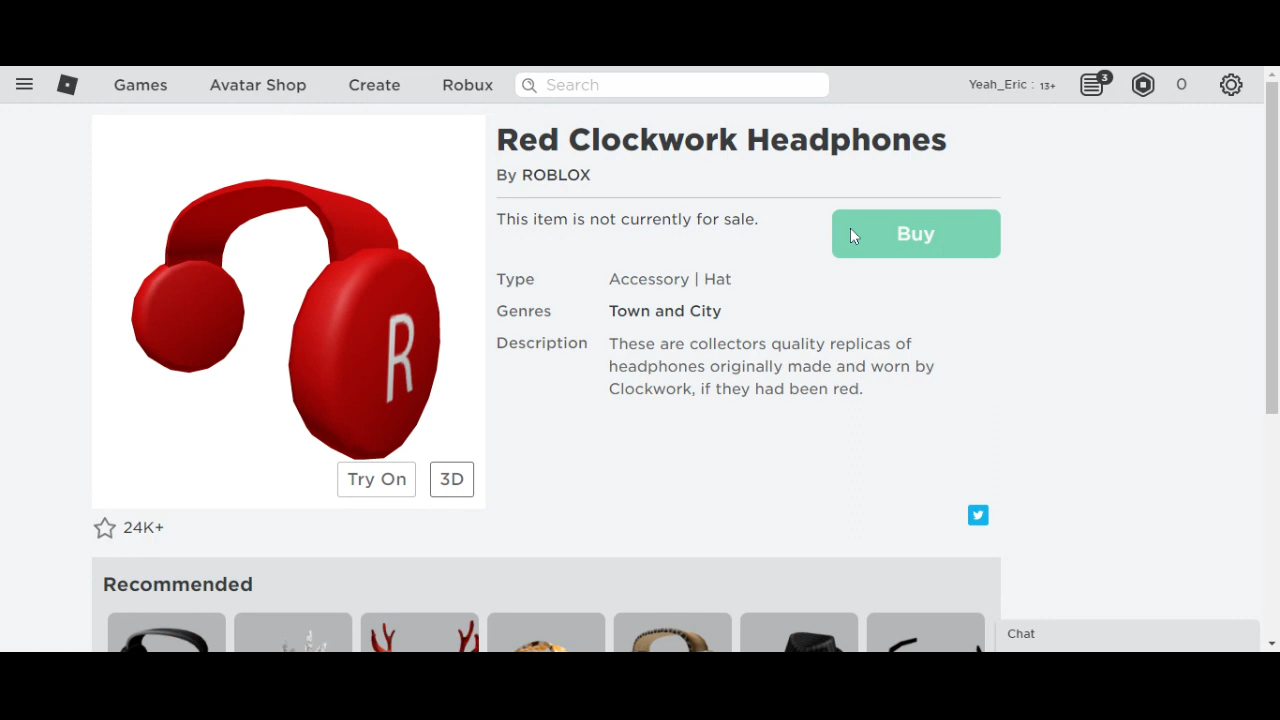 Games Avatar Shop Create Robux Search Yeah_Eric : 13+ 3 0
Red Clockwork Headphones
By ROBLOX
This item is not currently for sale.
Buy
Type Accessory | Hat
Genres Town and City
Description These are collectors quality replicas of
headphones originally made and worn by
Clockwork, if they had been red.
R
Try On 3D
24K+
Recommended
Chat